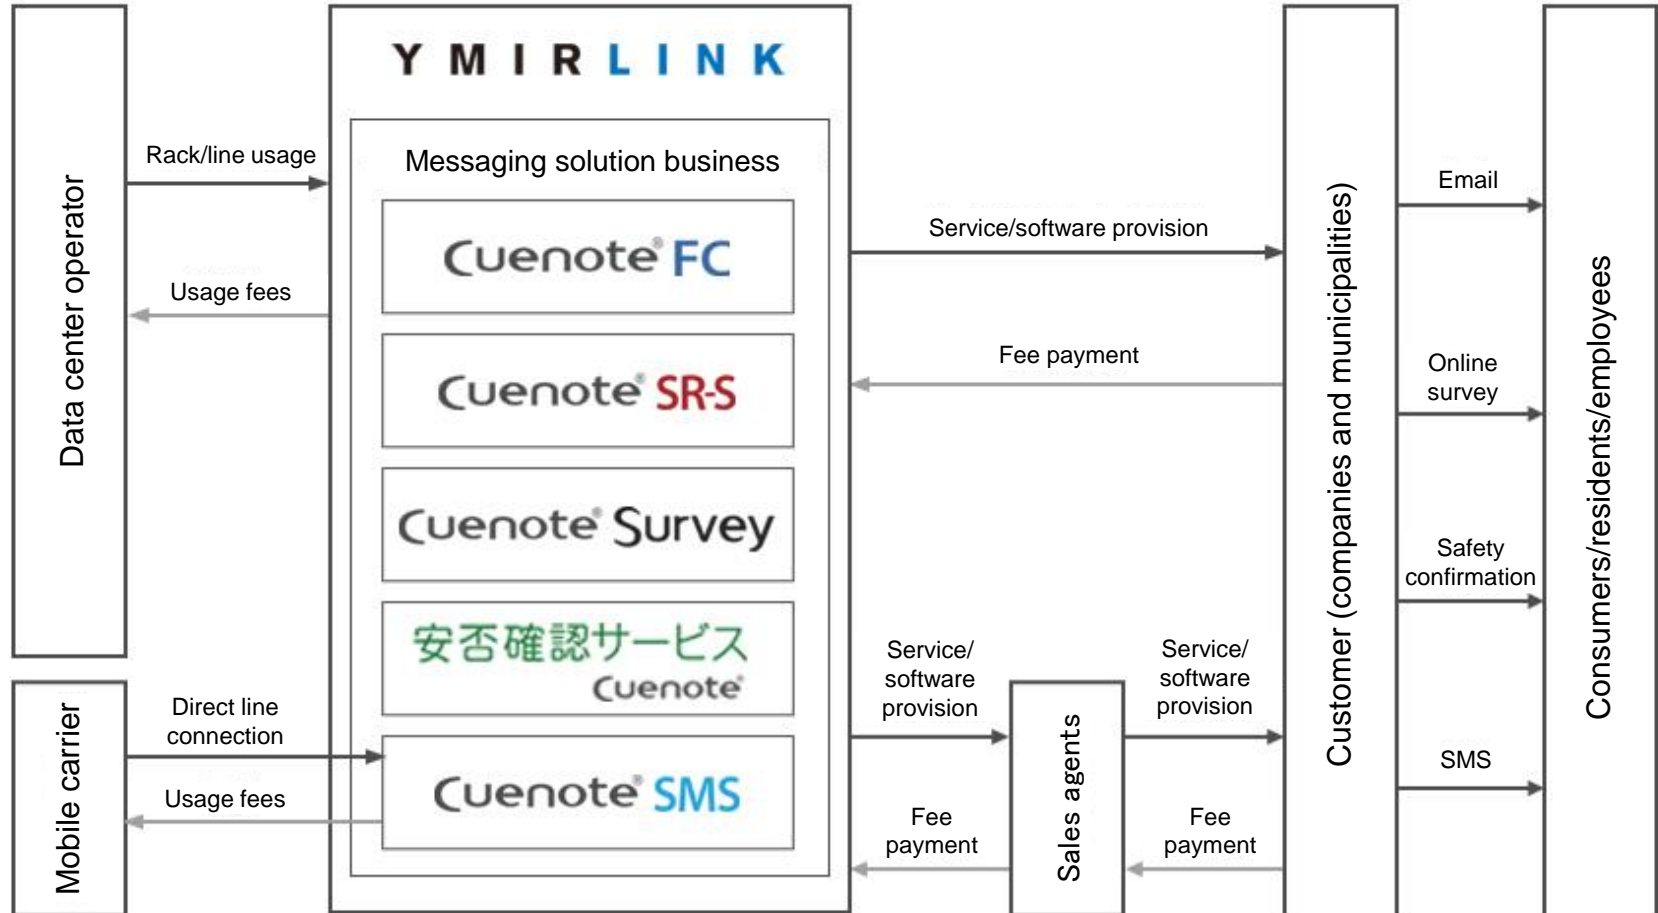 YMIRLINK
Messaging solution business
Cuenote® FC
Cuenote® SR-S
Cuenote® Survey
安否確認サービス
Cuenote®
Cuenote® SMS
Data center operator
Mobile carrier
Rack/line usage
Usage fees
Direct line
connection
Usage fees
Service/software provision
Fee payment
Service/
software
provision
Fee
payment
Sales agents
Service/
software
provision
Fee
payment
Customer (companies and municipalities)
Email
Online
survey
Safety
confirmation
SMS
Consumers/residents/employees